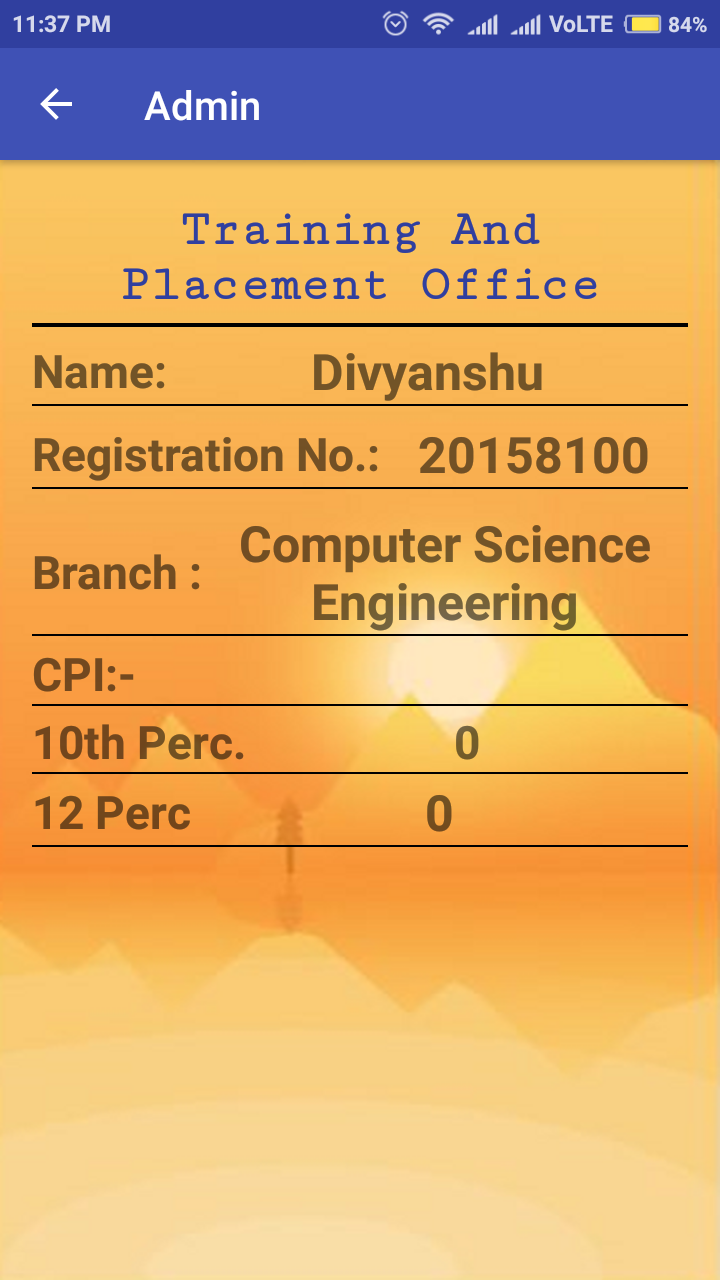 11:37 PM VoLTE 84%
Admin
Training And
Placement Office
Name: Divyanshu
Registration No.: 20158100
Branch : Computer Science
Engineering
CPI:-
10th Perc. 0
12 Perc 0